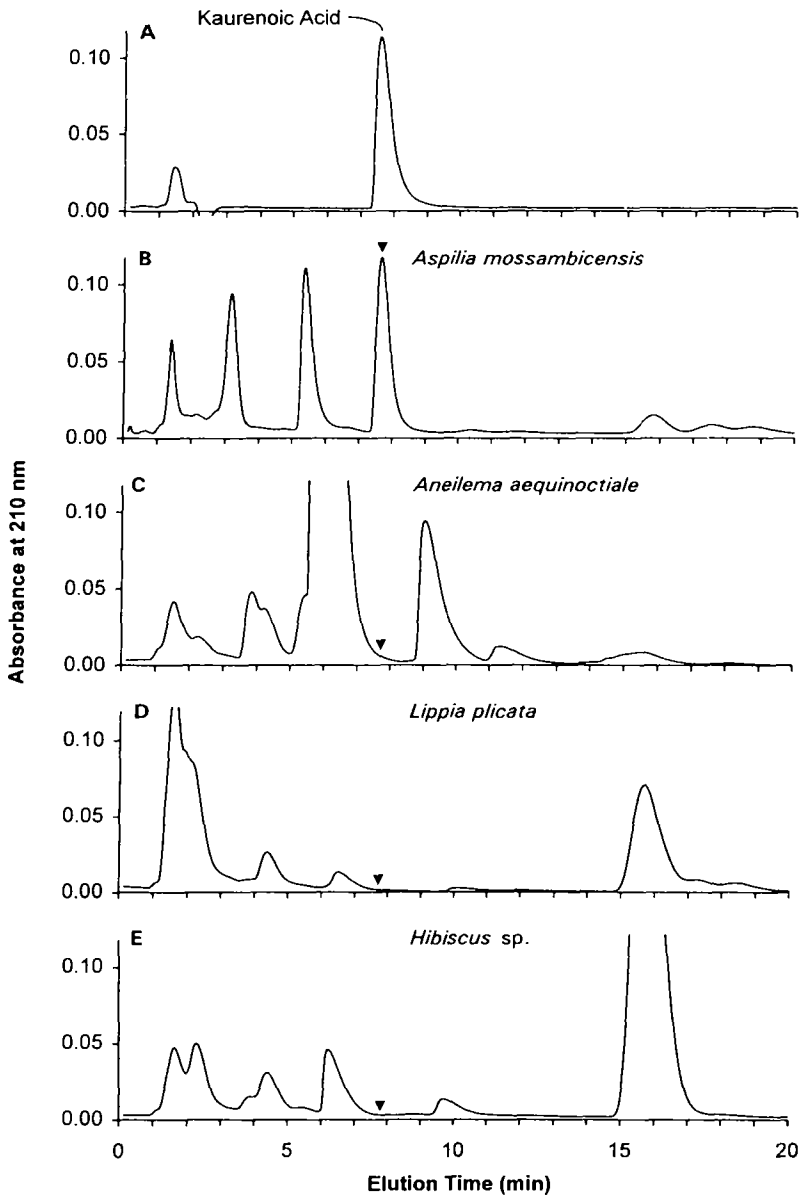 Kaurenoic Acid
A
0.10
0.05
0.00
B
Aspilia mossambicensis
0.10
0.05
0.00
C
Aneilema aequinoctiale
0.10
0.05
0.00
D
Lippia plicata
0.10
0.05
0.00
E
Hibiscus sp.
0.10
0.05
0.00
Absorbance at 210 nm
0 5 10 15 20
Elution Time (min)